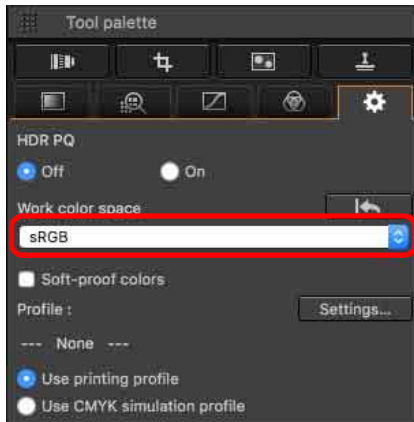 Tool palette
HDR PQ
Off On
Work color space
sRGB
Soft-proof colors
Profile : Settings...
--- None ---
Use printing profile
Use CMYK simulation profile